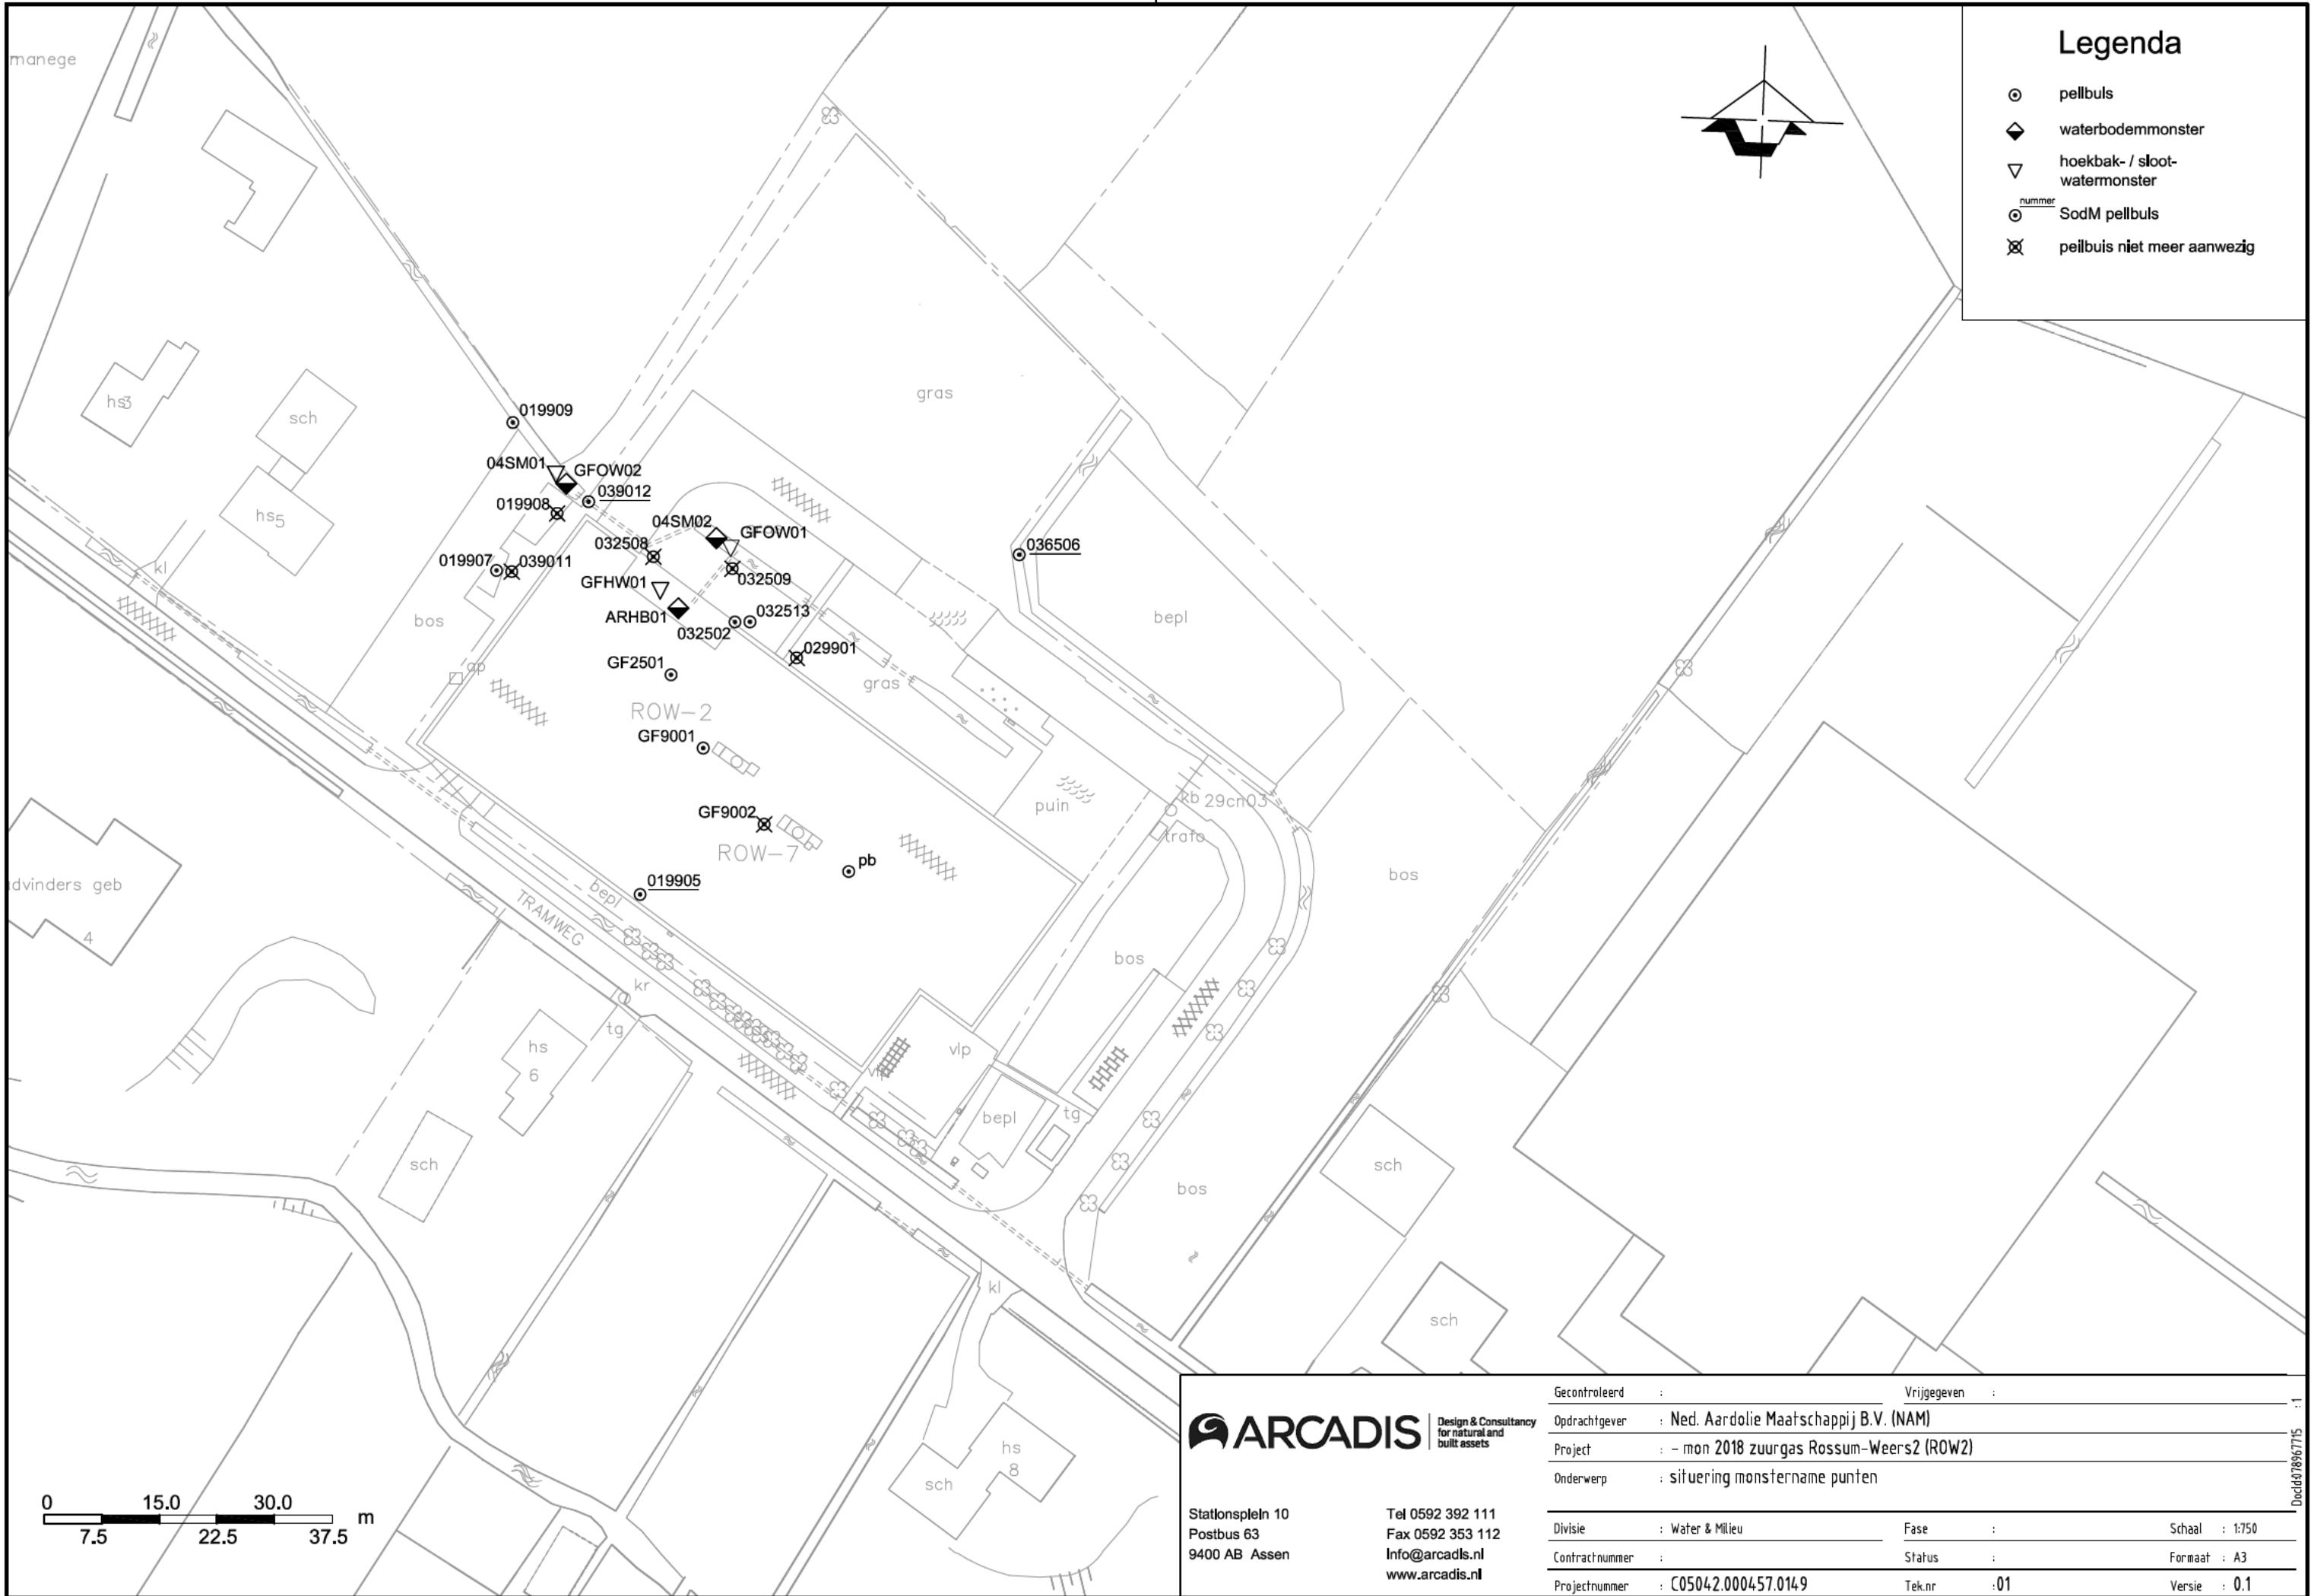 manege
Legenda
pellbuls
waterbodemmonster
hoekbak- / sloot-
watermonster
nummer
SodM pellbuls
peilbuis niet meer aanwezig
hs3
sch
gras
019909
04SM01
GFOW02
039012
019908
04SM02
GFOW01
hs5
032508
036506
019907
039011
kl
GFHW01
032509
ARHB01
032513
032502
bos
bepl
029901
GF2501
gras
op
ROW-2
GF9001
puin
kb 29cn03
GF9002
trafo
ROW-7
pb
019905
bos
dvinders geb
4
bepl
TRAMWEG
bos
kr
tg
hs
6
vlp
vlp
bepl
tg
sch
sch
bos
kl
sch
hs
8
sch
0 15.0 30.0
m
7.5 22.5 37.5
ARCADIS
Design & Consultancy
for natural and
built assets
Statlonspleln 10
Postbus 63
9400 AB Assen
Tel 0592 392 111
Fax 0592 353 112
Info@arcadls.nl
www.arcadis.nl
Gecontroleerd : Vrijgegeven :
Opdrachtgever : Ned. Aardolie Maatschappij B.V. (NAM)
Project : - mon 2018 zuurgas Rossum-Weers2 (ROW2)
Onderwerp : situering monstername punten
Divisie : Water & Milieu Fase : Schaal : 1:750
Contractnummer : Status : Formaat : A3
Projectnummer : C05042.000457.0149 Tek.nr :01 Versie : 0.1